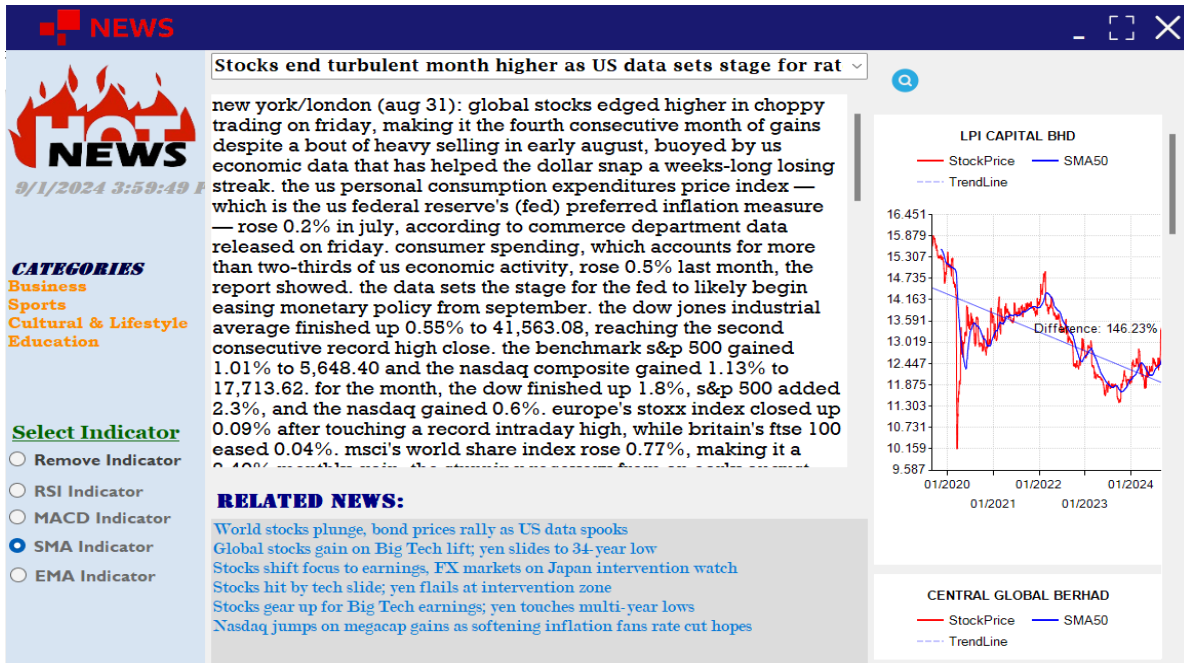 NEWS
HOT
NEWS
9/1/2024 3:59:49 P
CATEGORIES
Business
Sports
Cultural & Lifestyle
Education
Select Indicator
Remove Indicator
RSI Indicator
MACD Indicator
SMA Indicator
EMA Indicator
Stocks end turbulent month higher as US data sets stage for rat
new york/london (aug 31): global stocks edged higher in choppy
trading on friday, making it the fourth consecutive month of gains
despite a bout of heavy selling in early august, buoyed by us
economic data that has helped the dollar snap a weeks-long losing
streak. the us personal consumption expenditures price index —
which is the us federal reserve's (fed) preferred inflation measure
— rose 0.2% in july, according to commerce department data
released on friday. consumer spending, which accounts for more
than two-thirds of us economic activity, rose 0.5% last month, the
report showed. the data sets the stage for the fed to likely begin
easing monetary policy from september. the dow jones industrial
average finished up 0.55% to 41,563.08, reaching the second
consecutive record high close. the benchmark s&p 500 gained
1.01% to 5,648.40 and the nasdaq composite gained 1.13% to
17,713.62. for the month, the dow finished up 1.8%, s&p 500 added
2.3%, and the nasdaq gained 0.6%. europe's stoxx index closed up
0.09% after touching a record intraday high, while britain's ftse 100
eased 0.04%. msci's world share index rose 0.77%, making it a
RELATED NEWS:
World stocks plunge, bond prices rally as US data spooks
Global stocks gain on Big Tech lift; yen slides to 34-year low
Stocks shift focus to earnings, FX markets on Japan intervention watch
Stocks hit by tech slide; yen flails at intervention zone
Stocks gear up for Big Tech earnings; yen touches multi-year lows
Nasdaq jumps on megacap gains as softening inflation fans rate cut hopes
LPI CAPITAL BHD
StockPrice SMA50
TrendLine
16.451
15.879
15.307
14.735
14.163
13.591
13.019
12.447
11.875
11.303
10.731
10.159
9.587
Difference: 146.23%
01/2020 01/2022 01/2024
01/2021 01/2023
CENTRAL GLOBAL BERHAD
StockPrice SMA50
TrendLine